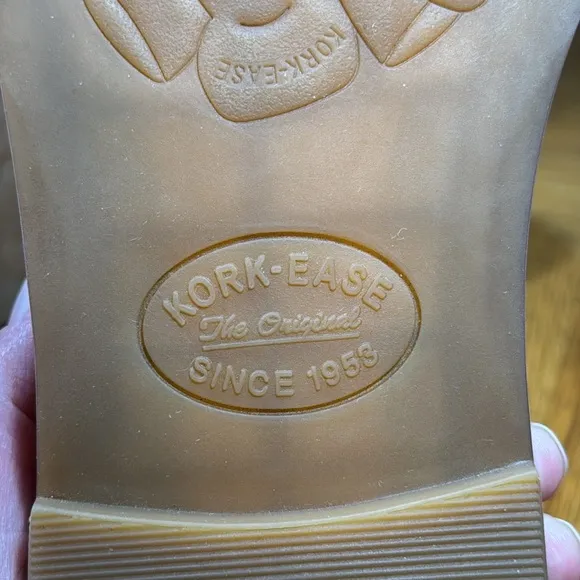 KORK-EASE
KORK-EASE
The Original
SINCE 1953